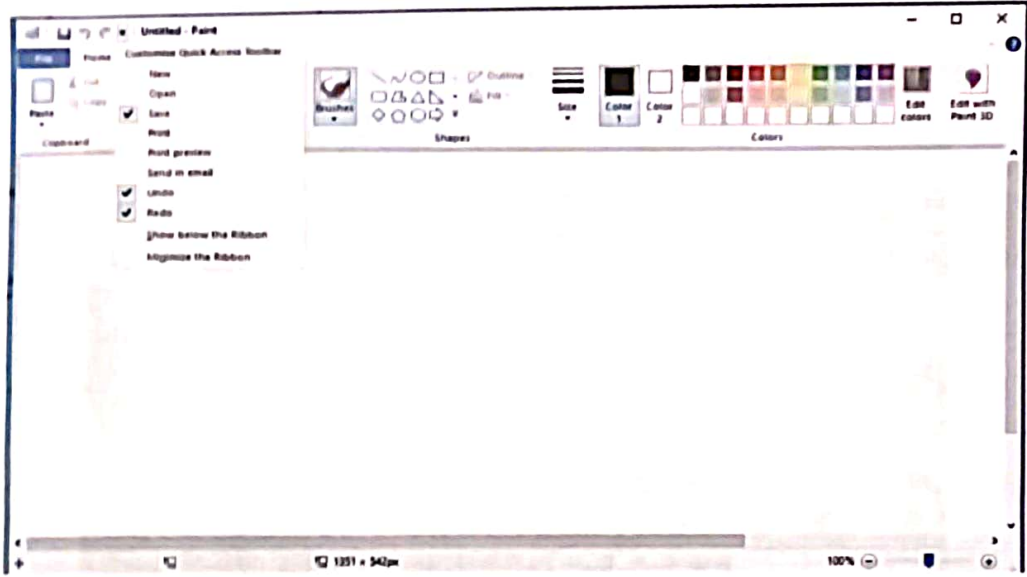 Untitled - Paint
File Home Customize Quick Access Toolbar
New
Open
Save
Print
Print preview
Send in email
Undo
Redo
Show below the Ribbon
Minimize the Ribbon
Paste
Cut
Copy
Clipboard
Brushes
Outline
Fill
Shapes
Size
Color 1
Color 2
Colors
Edit colors
Edit with Paint 3D
1351 × 542px
100%